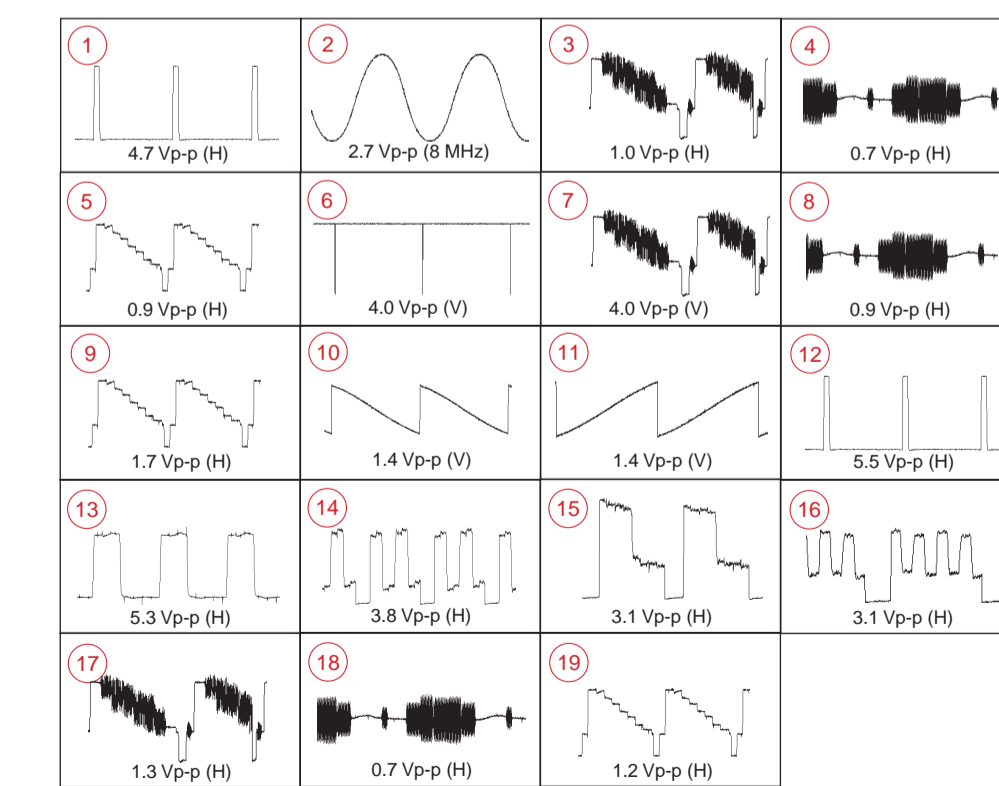 1 2 3 4
4.7 Vp-p (H) 2.7 Vp-p (8 MHz) 1.0 Vp-p (H) 0.7 Vp-p (H)
5 6 7 8
0.9 Vp-p (H) 4.0 Vp-p (V) 4.0 Vp-p (V) 0.9 Vp-p (H)
9 10 11 12
1.7 Vp-p (H) 1.4 Vp-p (V) 1.4 Vp-p (V) 5.5 Vp-p (H)
13 14 15 16
5.3 Vp-p (H) 3.8 Vp-p (H) 3.1 Vp-p (H) 3.1 Vp-p (H)
17 18 19
1.3 Vp-p (H) 0.7 Vp-p (H) 1.2 Vp-p (H)